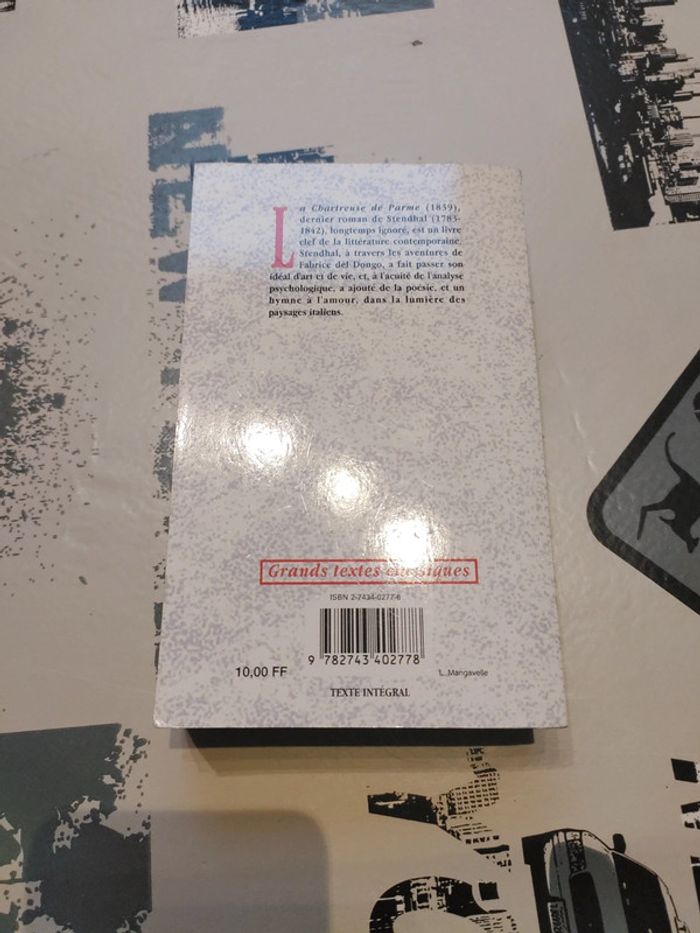 La Chartreuse de Parme (1839),
dernier roman de Stendhal (1783-
1842), longtemps ignoré, est un livre
clef de la littérature contemporaine.
Stendhal, à travers les aventures de
Fabrice del Dongo, a fait passer son
idéal d'art et de vie, et, à l'acuité de l'analyse
psychologique, a ajouté de la poésie, et un
hymne à l'amour, dans la lumière des
paysages italiens.
Grands textes classiques
ISBN 2-7434-0277-8
9 782743 402778
10,00 FF
L. Mangavelle
TEXTE INTÉGRAL